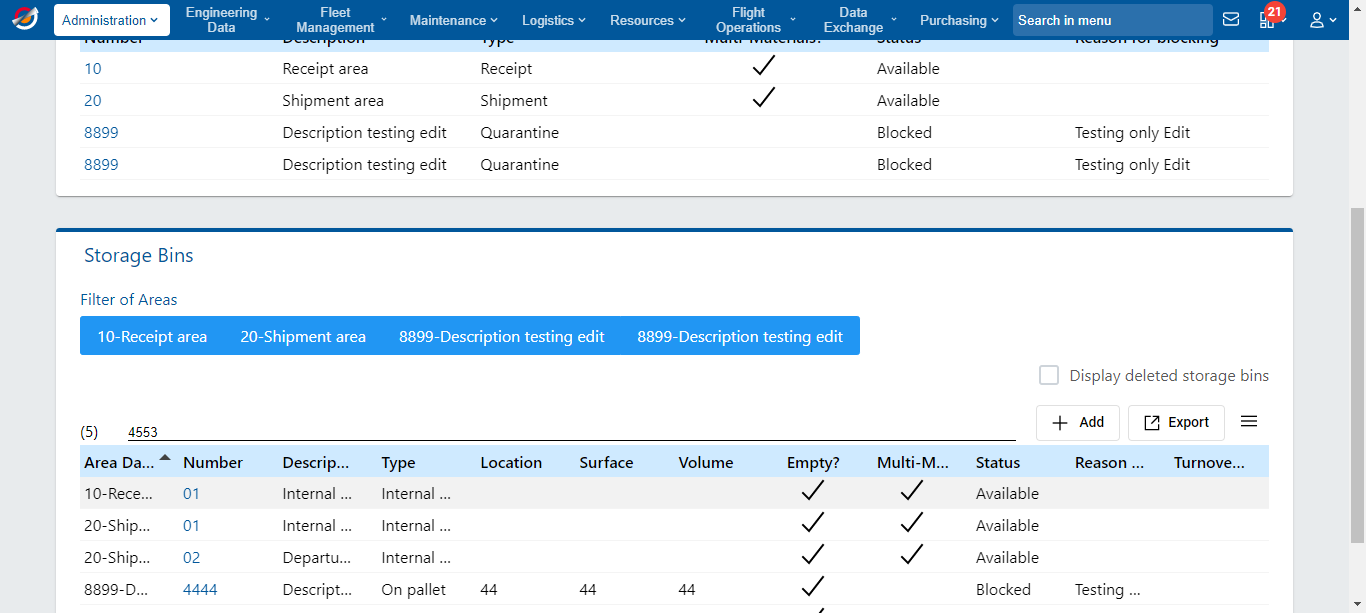 Administration
Engineering Data
Fleet Management
Maintenance
Logistics
Resources
Flight Operations
Data Exchange
Purchasing
Search in menu
21
Number Description Type Multi-Materials? Status Reason for blocking
10 Receipt area Receipt Available
20 Shipment area Shipment Available
8899 Description testing edit Quarantine Blocked Testing only Edit
8899 Description testing edit Quarantine Blocked Testing only Edit
Storage Bins
Filter of Areas
10-Receipt area 20-Shipment area 8899-Description testing edit 8899-Description testing edit
Display deleted storage bins
(5) 4553 Add Export
Area Da... Number Descrip... Type Location Surface Volume Empty? Multi-M... Status Reason ... Turnove...
10-Rece... 01 Internal ... Internal ... Available
20-Ship... 01 Internal ... Internal ... Available
20-Ship... 02 Departu... Internal ... Available
8899-D... 4444 Descript... On pallet 44 44 44 Blocked Testing ...